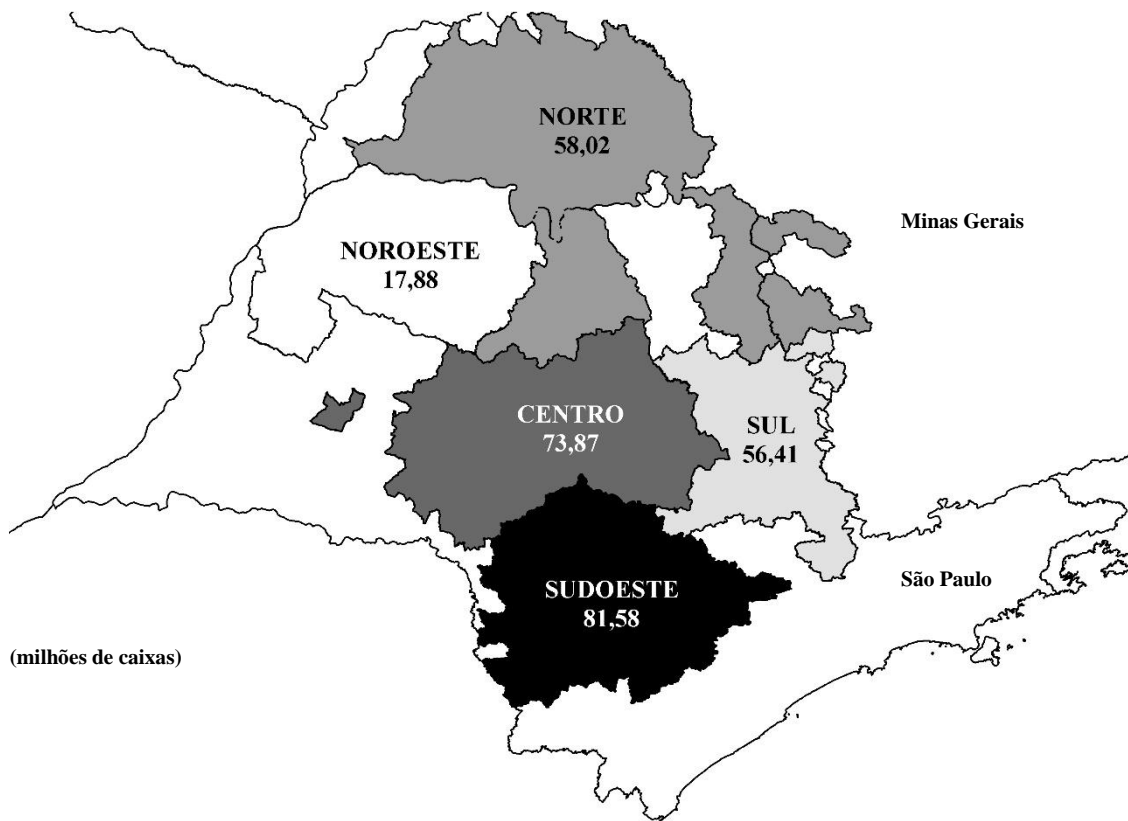 NORTE
58,02
Minas Gerais
NOROESTE
17,88
CENTRO
73,87
SUL
56,41
SUDOESTE
81,58
São Paulo
(milhões de caixas)